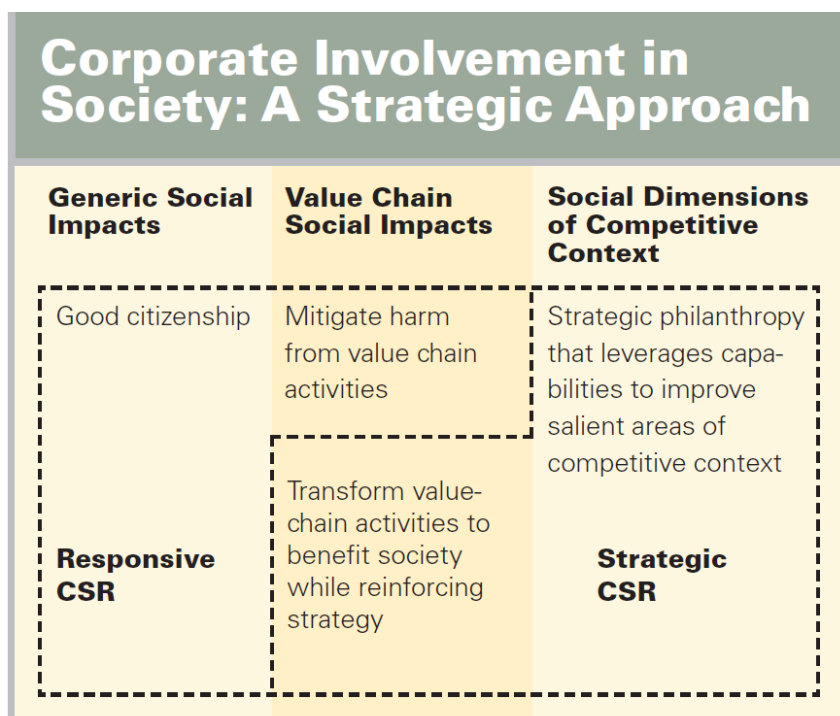 Corporate Involvement in
Society: A Strategic Approach
Generic Social
Impacts
Value Chain
Social Impacts
Social Dimensions
of Competitive
Context
Good citizenship
Mitigate harm
from value chain
activities
Strategic philanthropy
that leverages capa-
bilities to improve
salient areas of
competitive context
Transform value-
chain activities to
benefit society
while reinforcing
strategy
Responsive
CSR
Strategic
CSR